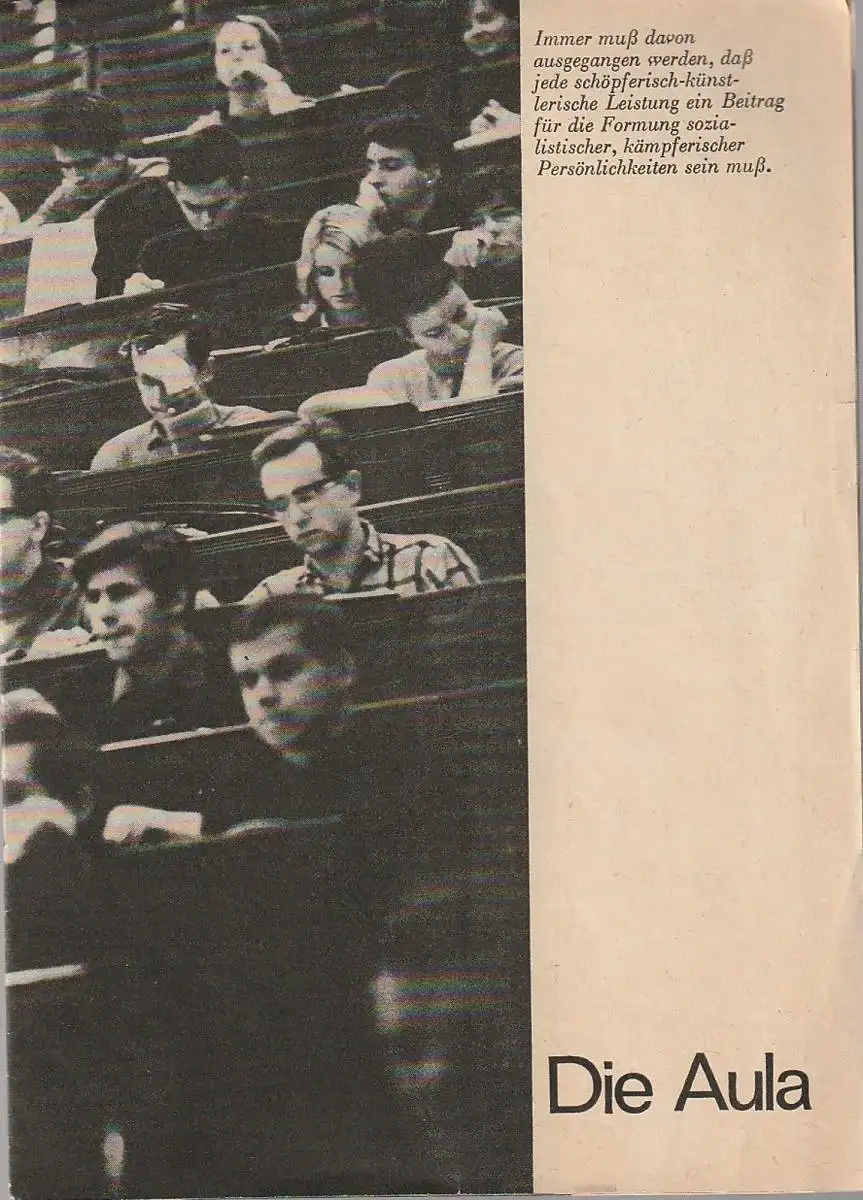 Immer muß davon
ausgegangen werden, daß
jede schöpferisch-künst-
lerische Leistung ein Beitrag
für die Formung sozia-
listischer, kämpferischer
Persönlichkeiten sein muß.
Die Aula